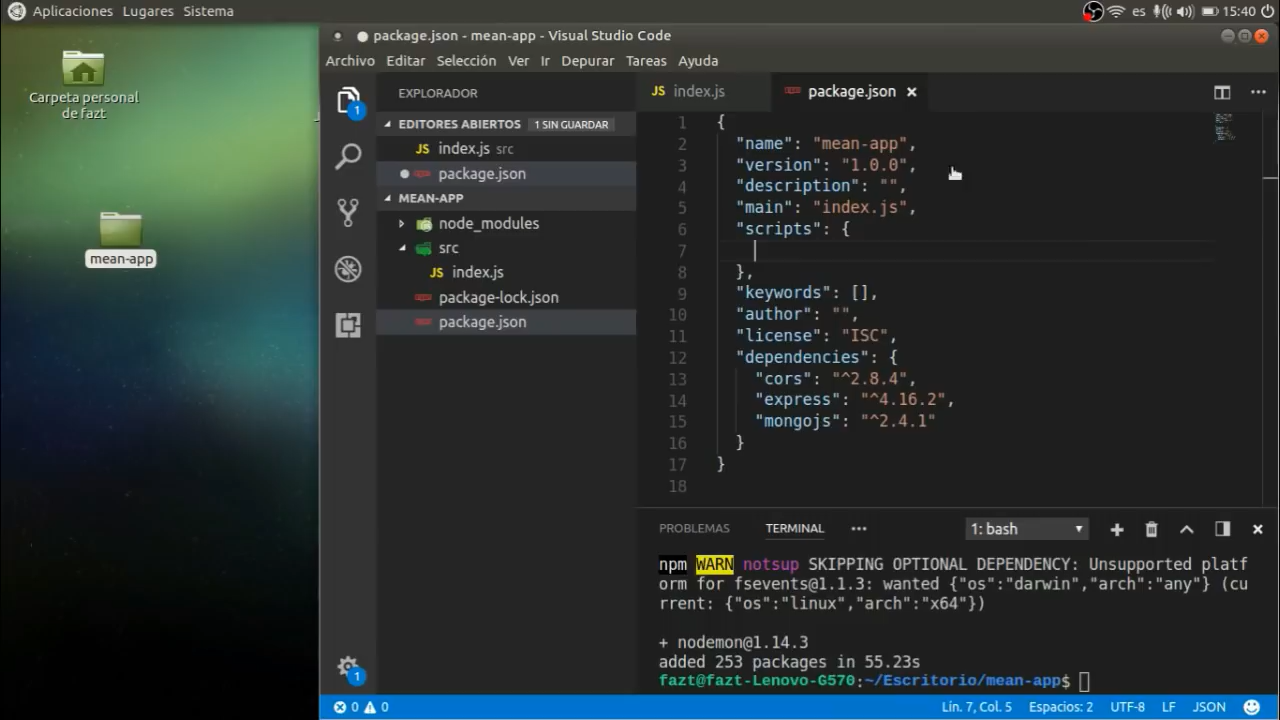 Aplicaciones Lugares Sistema
es 15:40
Carpeta personal
de fazt
mean-app
package.json - mean-app - Visual Studio Code
Archivo Editar Selección Ver Ir Depurar Tareas Ayuda
1
1
EXPLORADOR
EDITORES ABIERTOS 1 SIN GUARDAR
JS index.js src
package.json
MEAN-APP
node_modules
src
JS index.js
package-lock.json
package.json
JS index.js package.json
1 {
2 "name": "mean-app",
3 "version": "1.0.0",
4 "description": "",
5 "main": "index.js",
6 "scripts": {
7
8 },
9 "keywords": [],
10 "author": "",
11 "license": "ISC",
12 "dependencies": {
13 "cors": "^2.8.4",
14 "express": "^4.16.2",
15 "mongojs": "^2.4.1"
16 }
17 }
18
PROBLEMAS TERMINAL 1: bash
npm WARN notsup SKIPPING OPTIONAL DEPENDENCY: Unsupported platf
orm for fsevents@1.1.3: wanted {"os":"darwin","arch":"any"} (cu
rrent: {"os":"linux","arch":"x64"})
+ nodemon@1.14.3
added 253 packages in 55.23s
fazt@fazt-Lenovo-G570:~/Escritorio/mean-app$
0 0 Lín. 7, Col. 5 Espacios: 2 UTF-8 LF JSON